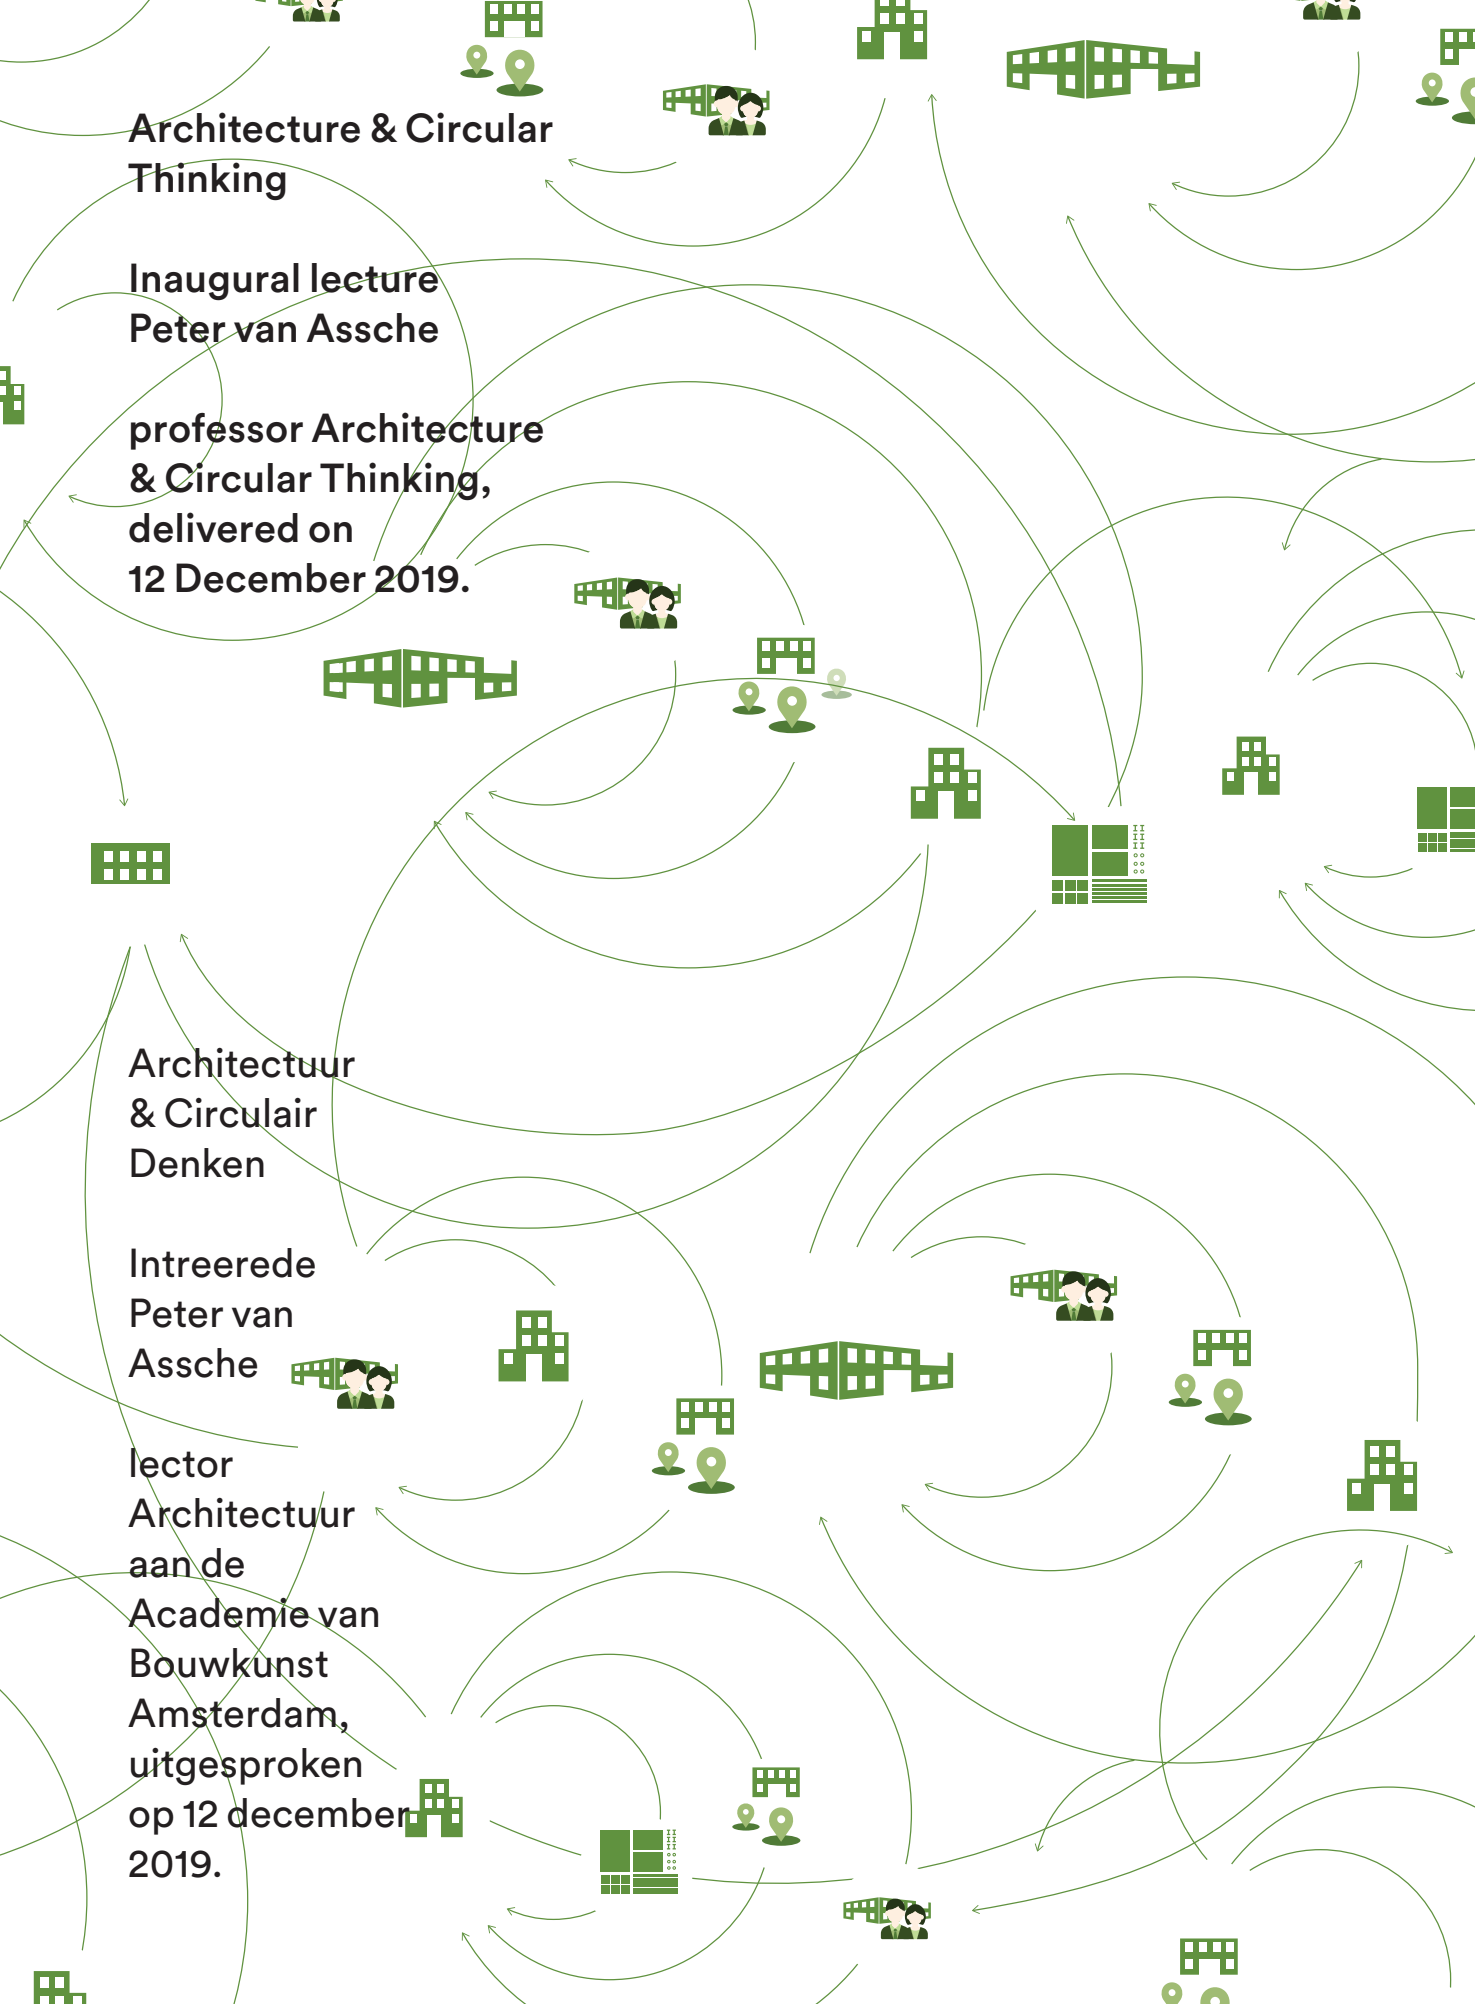 Architecture & Circular
Thinking
Inaugural lecture
Peter van Assche
professor Architecture
& Circular Thinking,
delivered on
12 December 2019.
Architectuur
& Circulair
Denken
Intreerede
Peter van
Assche
lector
Architectuur
aan de
Academie van
Bouwkunst
Amsterdam,
uitgesproken
op 12 december
2019.